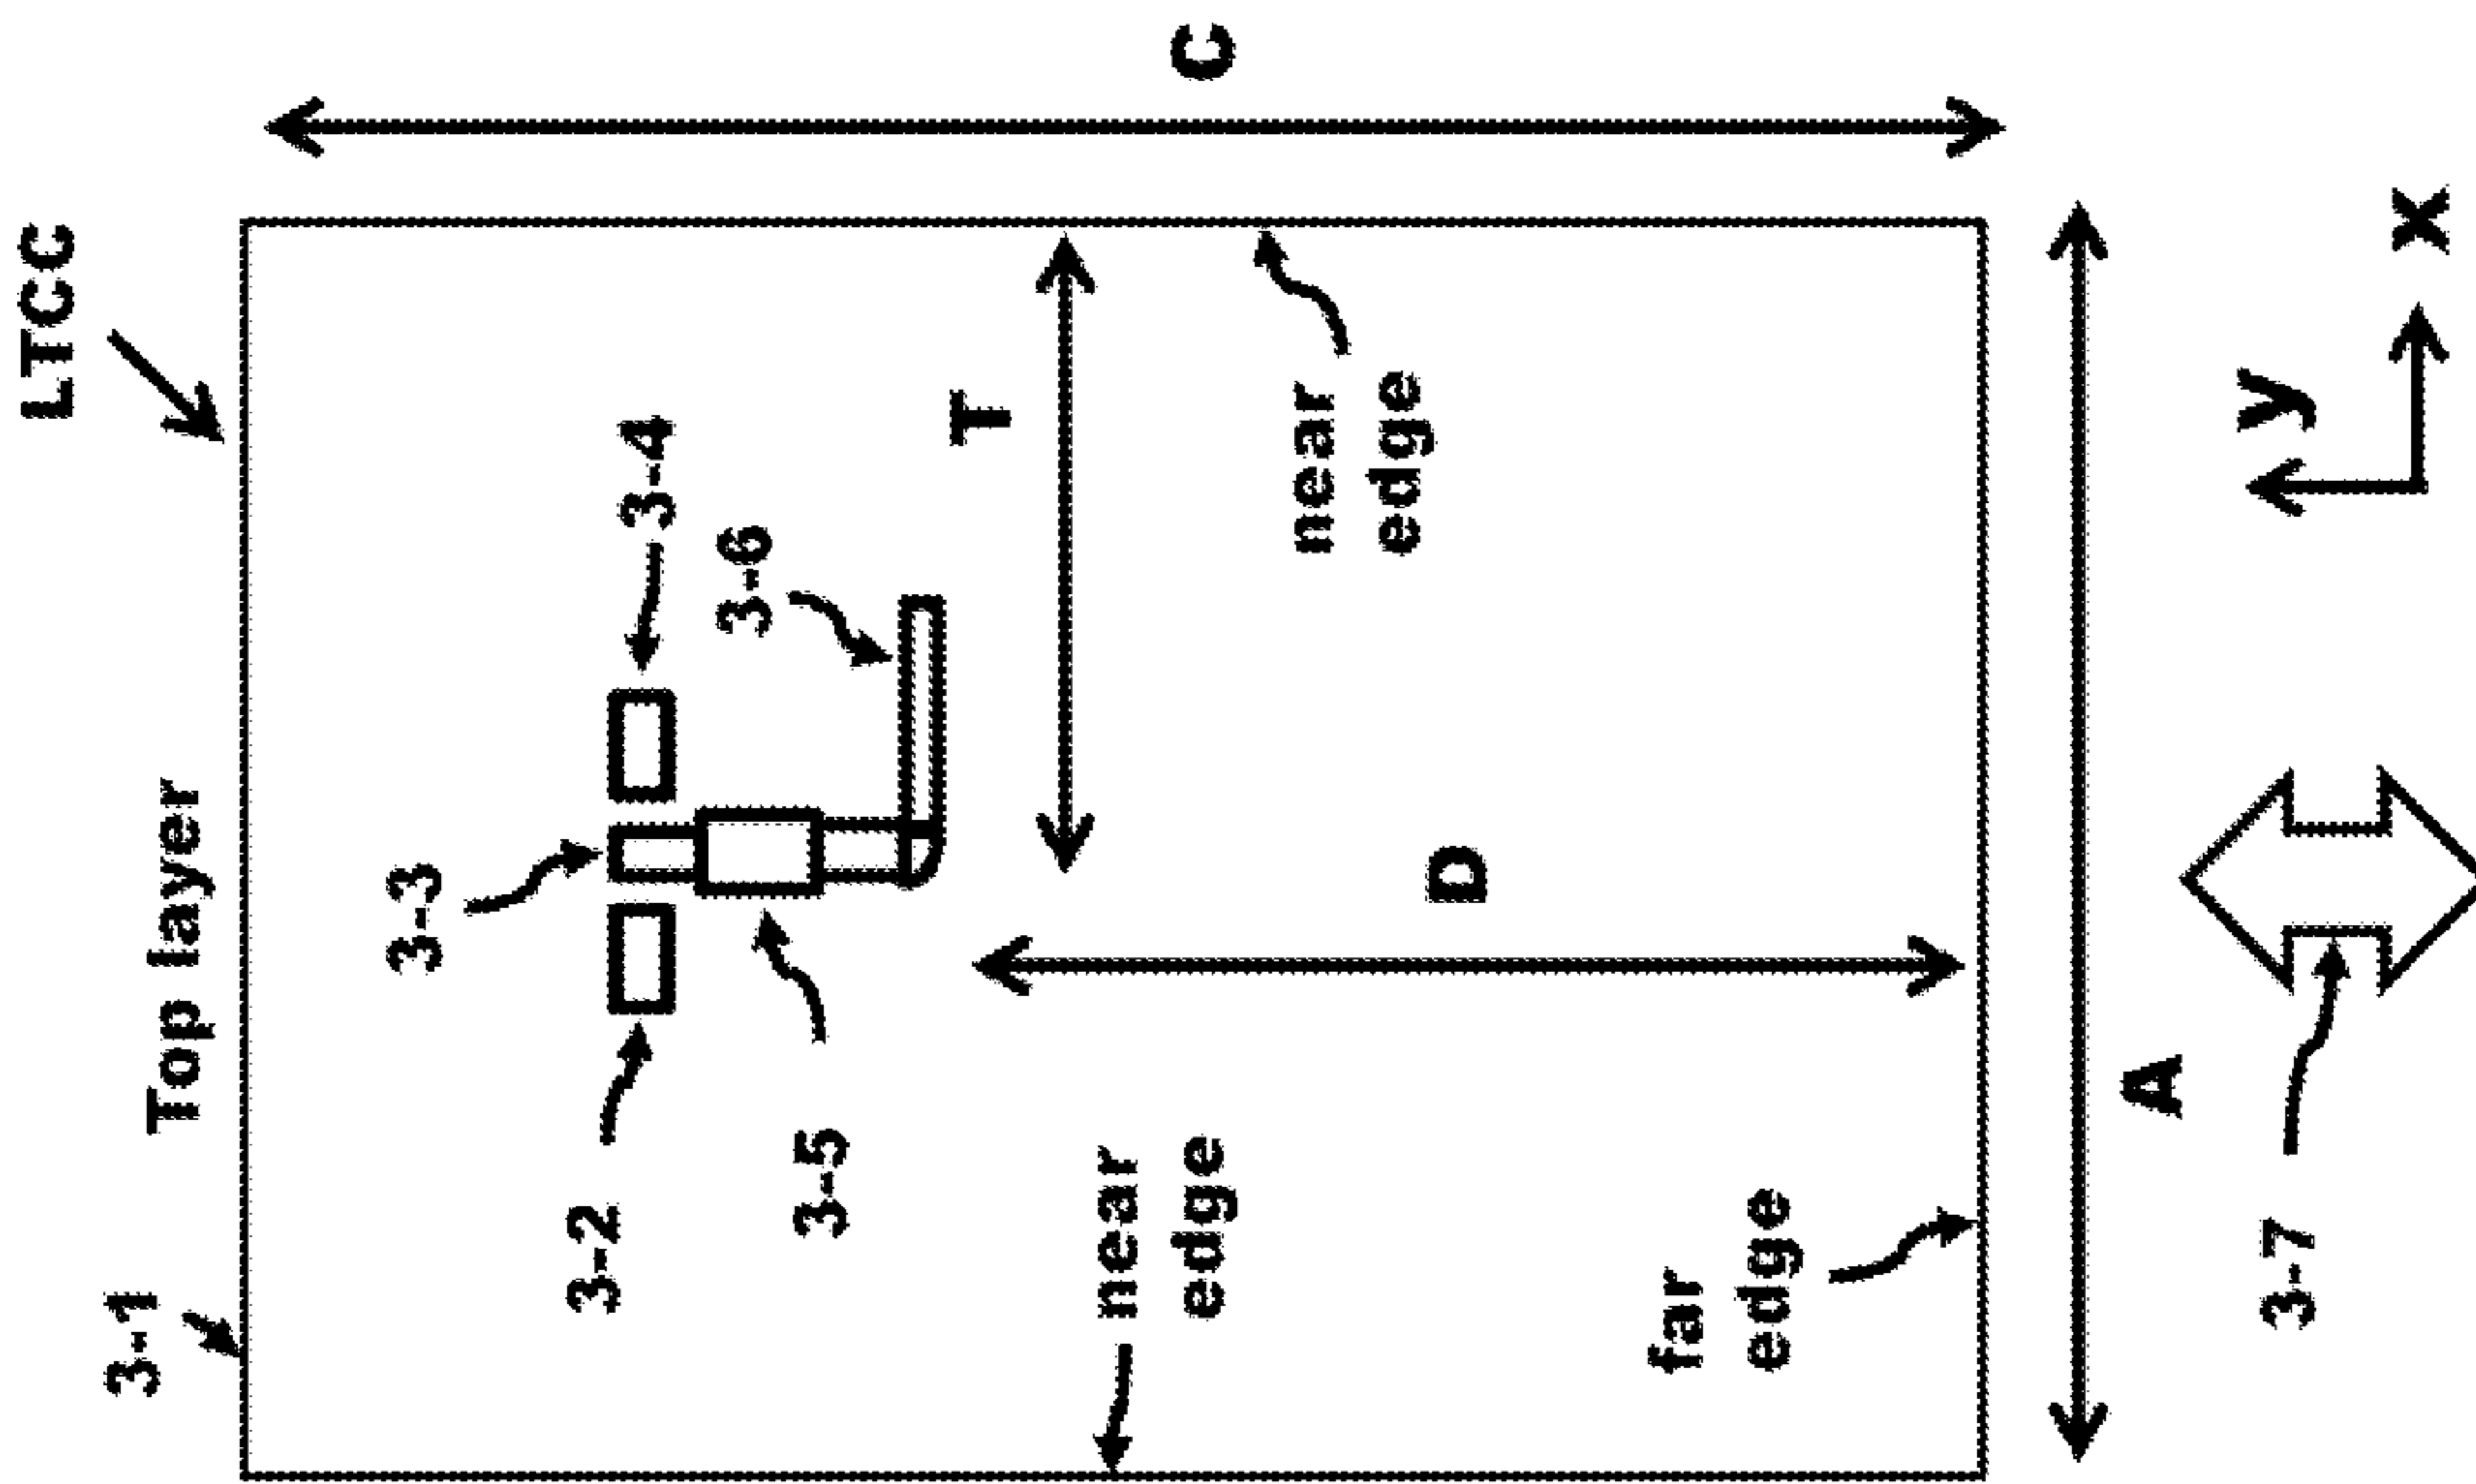 LTCC
Top layer
3-1
3-4
3-3
3-6
3-2
3-5
T
C
near
edge
near
edge
D
far
edge
A
y
x
3-7